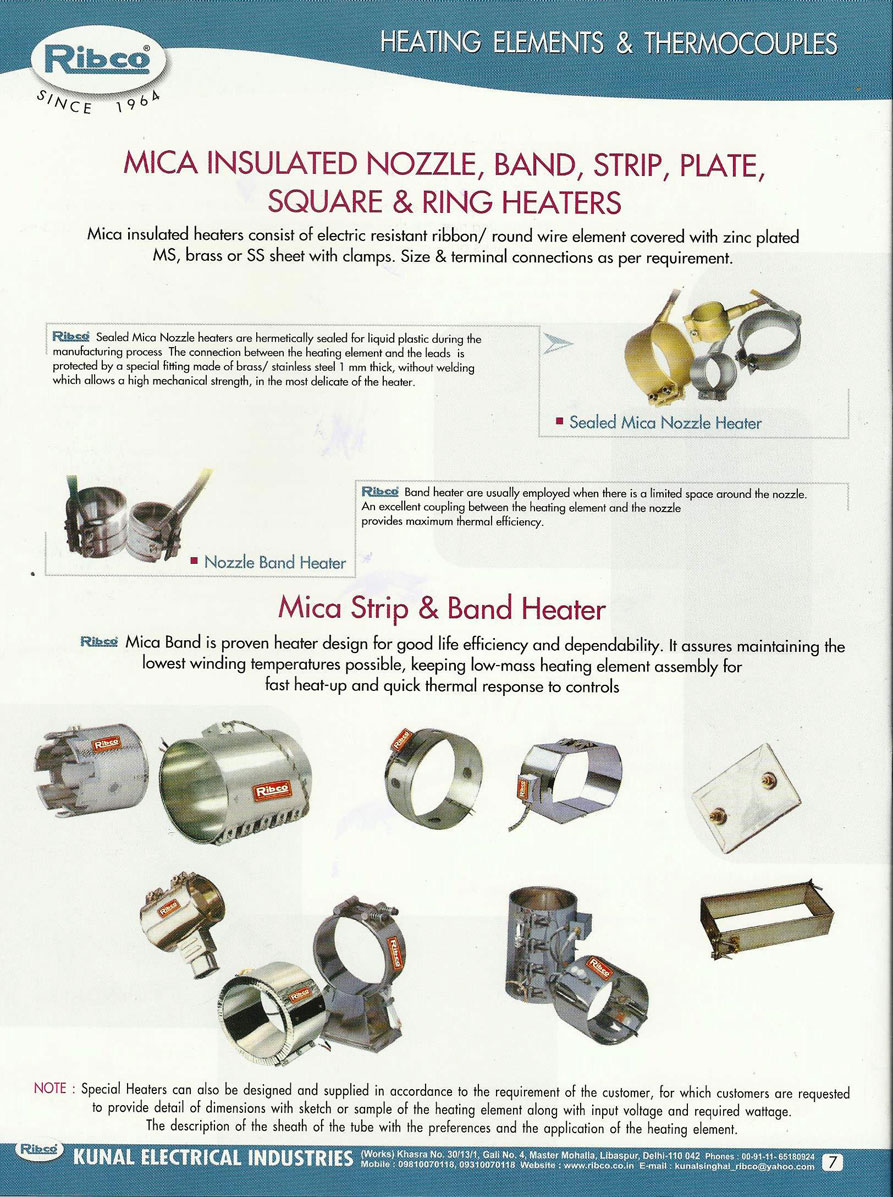 Ribco®
SINCE 1964
HEATING ELEMENTS & THERMOCOUPLES
MICA INSULATED NOZZLE, BAND, STRIP, PLATE,
SQUARE & RING HEATERS
Mica insulated heaters consist of electric resistant ribbon/ round wire element covered with zinc plated
MS, brass or SS sheet with clamps. Size & terminal connections as per requirement.
Ribco® Sealed Mica Nozzle heaters are hermetically sealed for liquid plastic during the
manufacturing process The connection between the heating element and the leads is
protected by a special fitting made of brass/ stainless steel 1 mm thick, without welding
which allows a high mechanical strength, in the most delicate of the heater.
Sealed Mica Nozzle Heater
Ribco® Band heater are usually employed when there is a limited space around the nozzle.
An excellent coupling between the heating element and the nozzle
provides maximum thermal efficiency.
Nozzle Band Heater
Mica Strip & Band Heater
Ribco® Mica Band is proven heater design for good life efficiency and dependability. It assures maintaining the
lowest winding temperatures possible, keeping low-mass heating element assembly for
fast heat-up and quick thermal response to controls
Ribco
Ribco
Ribco
Ribco
Ribco
Ribco
Ribco
Ribco
NOTE : Special Heaters can also be designed and supplied in accordance to the requirement of the customer, for which customers are requested
to provide detail of dimensions with sketch or sample of the heating element along with input voltage and required wattage.
The description of the sheath of the tube with the preferences and the application of the heating element.
Ribco®
KUNAL ELECTRICAL INDUSTRIES
(Works) Khasra No. 30/13/1, Gali No. 4, Master Mohalla, Libaspur, Delhi-110 042 Phones : 00-91-11- 65180924
Mobile : 09810070118, 09310070118 Website : www.ribco.co.in E-mail : kunalsinghal_ribco@yahoo.com
7